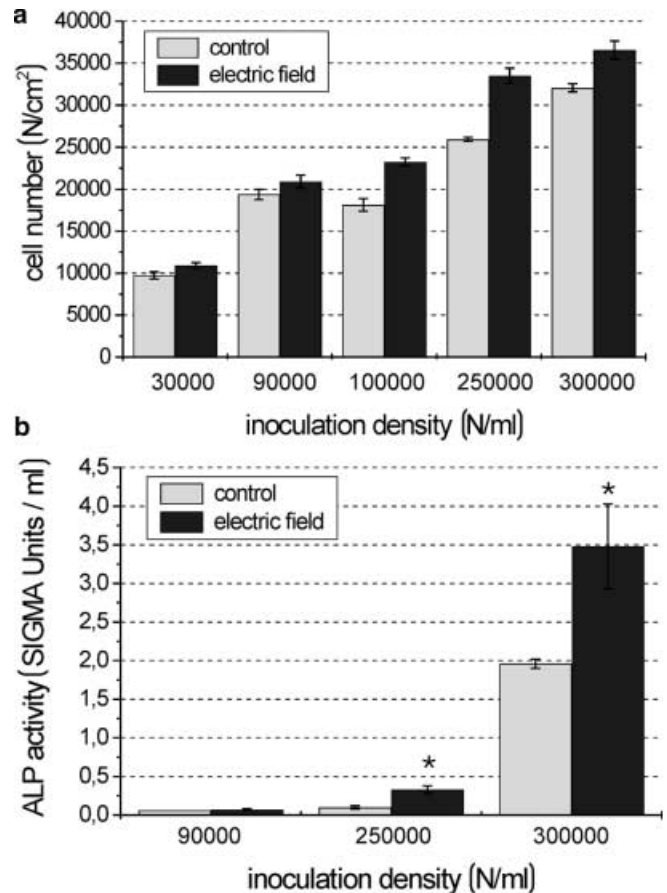 a
40000
35000
30000
25000
20000
15000
10000
5000
0
cell number (N/cm²)
control
electric field
30000 90000 100000 250000 300000
inoculation density (N/ml)
b
4,5
4,0
3,5
3,0
2,5
2,0
1,5
1,0
0,5
0,0
ALP activity (SIGMA Units / ml)
control
electric field
*
*
90000 250000 300000
inoculation density (N/ml)